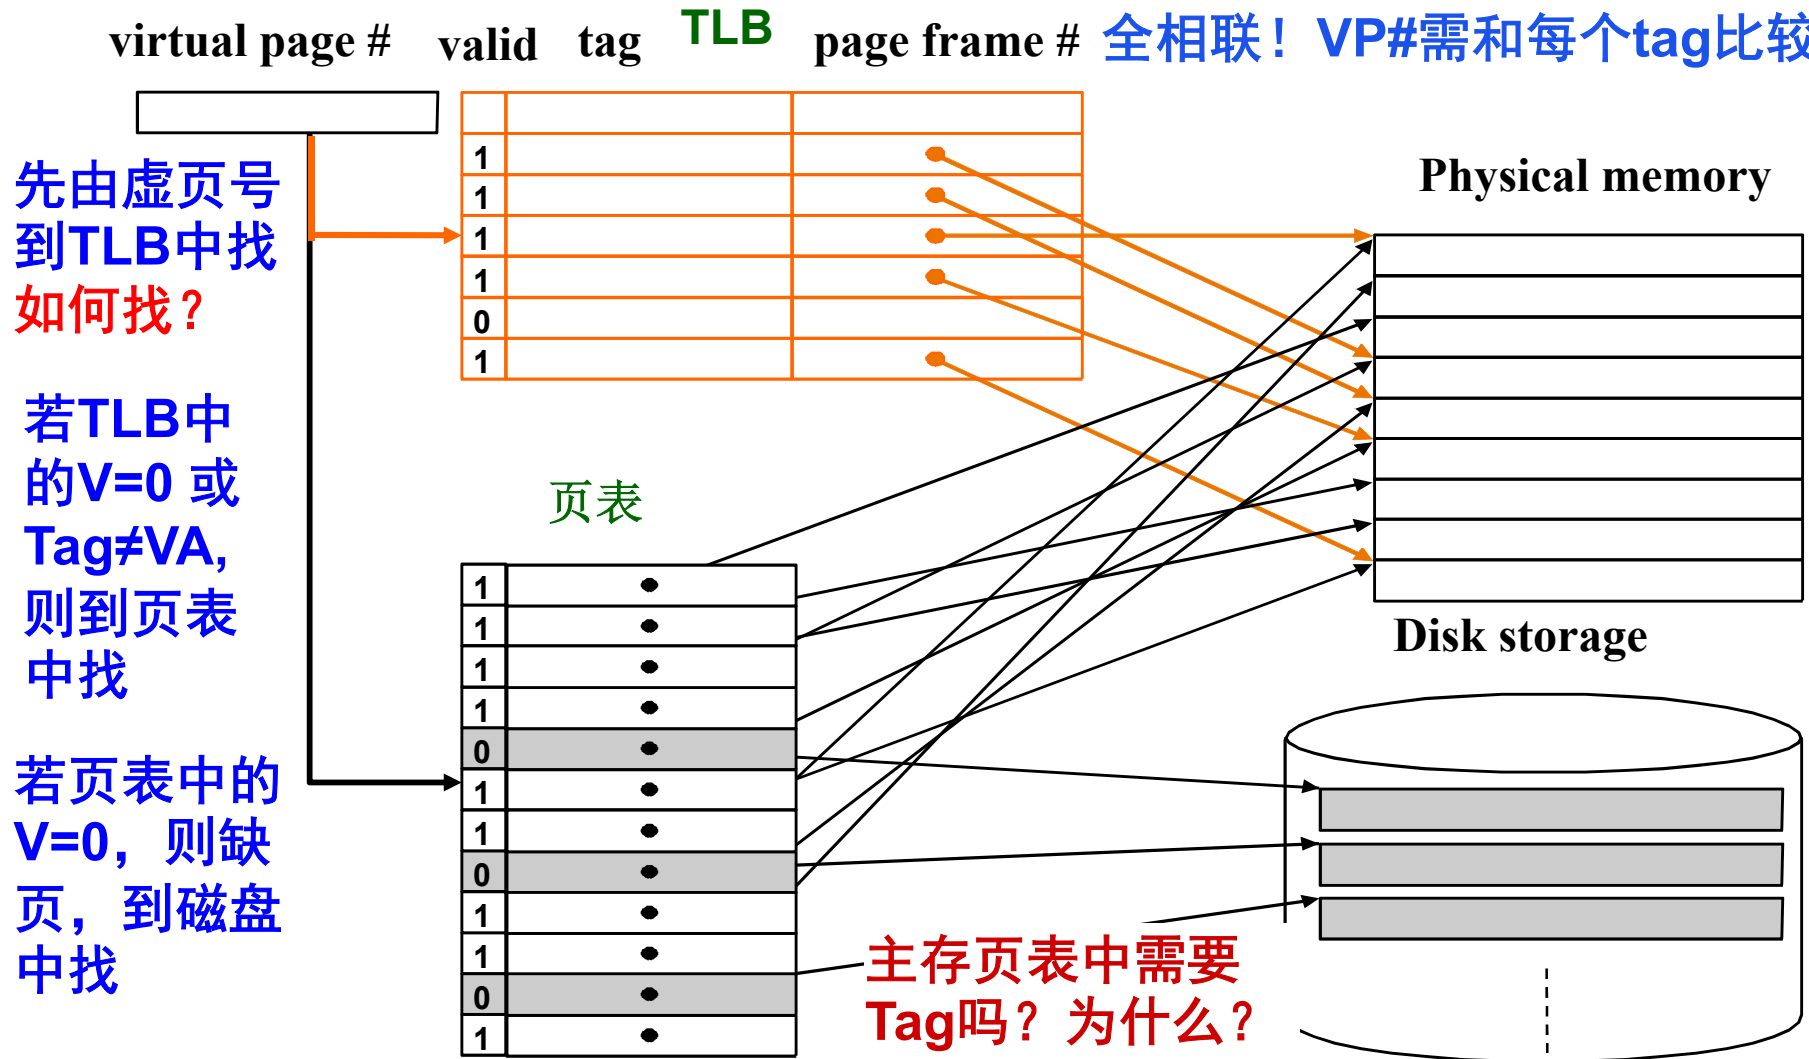 virtual page # valid tag TLB page frame # 全相联！VP#需和每个tag比较
先由虚页号
到TLB中找
如何找？
若TLB中
的V=0 或
Tag≠VA,
则到页表
中找
若页表中的
V=0，则缺
页，到磁盘
中找
1
1
1
1
0
1
Physical memory
页表
1
1
1
1
0
1
1
0
1
1
0
1
Disk storage
主存页表中需要
Tag吗？为什么？